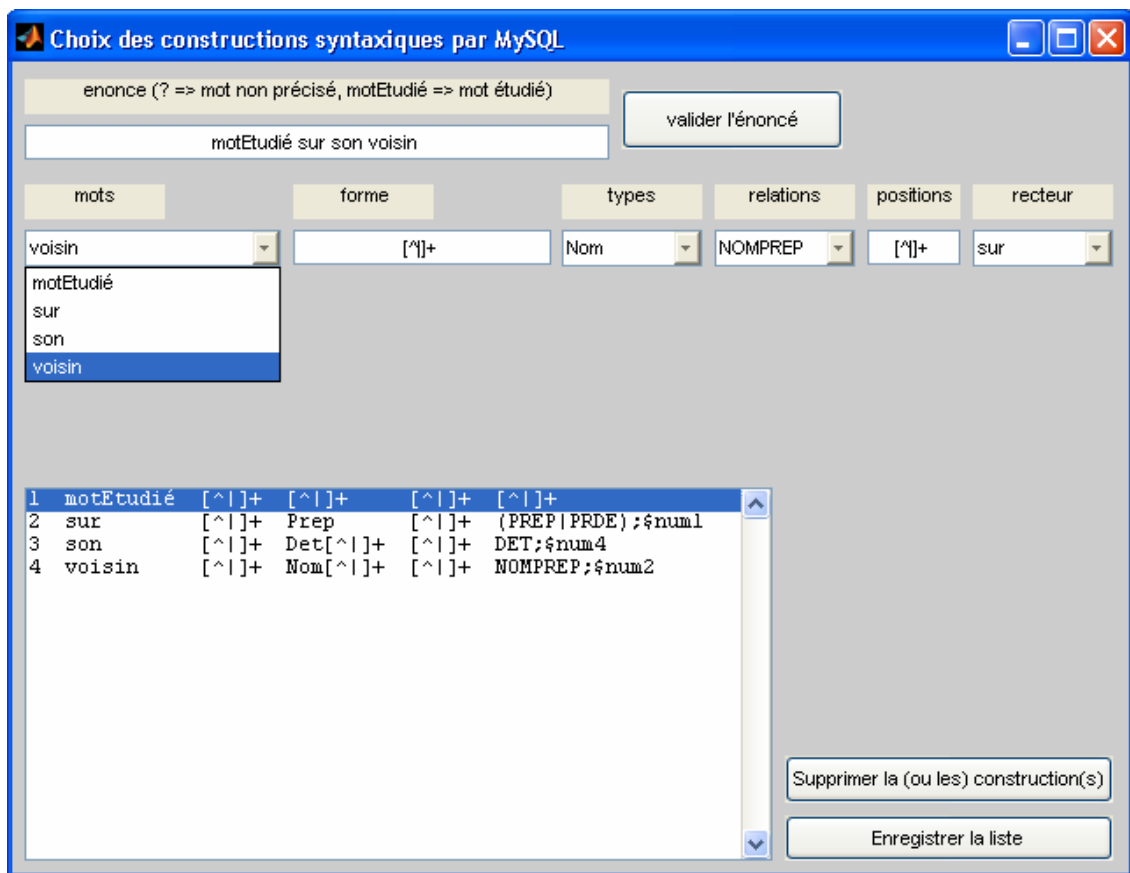 Choix des constructions syntaxiques par MySQL
enonce (? => mot non précisé, motEtudié => mot étudié)
valider l'énoncé
motEtudié sur son voisin
mots forme types relations positions recteur
voisin [^|]+ Nom NOMPREP [^|]+ sur
motEtudié
sur
son
voisin
1 motEtudié [^|]+ [^|]+ [^|]+ [^|]+
2 sur [^|]+ Prep [^|]+ (PREP|PRDE);$num1
3 son [^|]+ Det[^|]+ [^|]+ DET;$num4
4 voisin [^|]+ Nom[^|]+ [^|]+ NOMPREP;$num2
Supprimer la (ou les) construction(s)
Enregistrer la liste